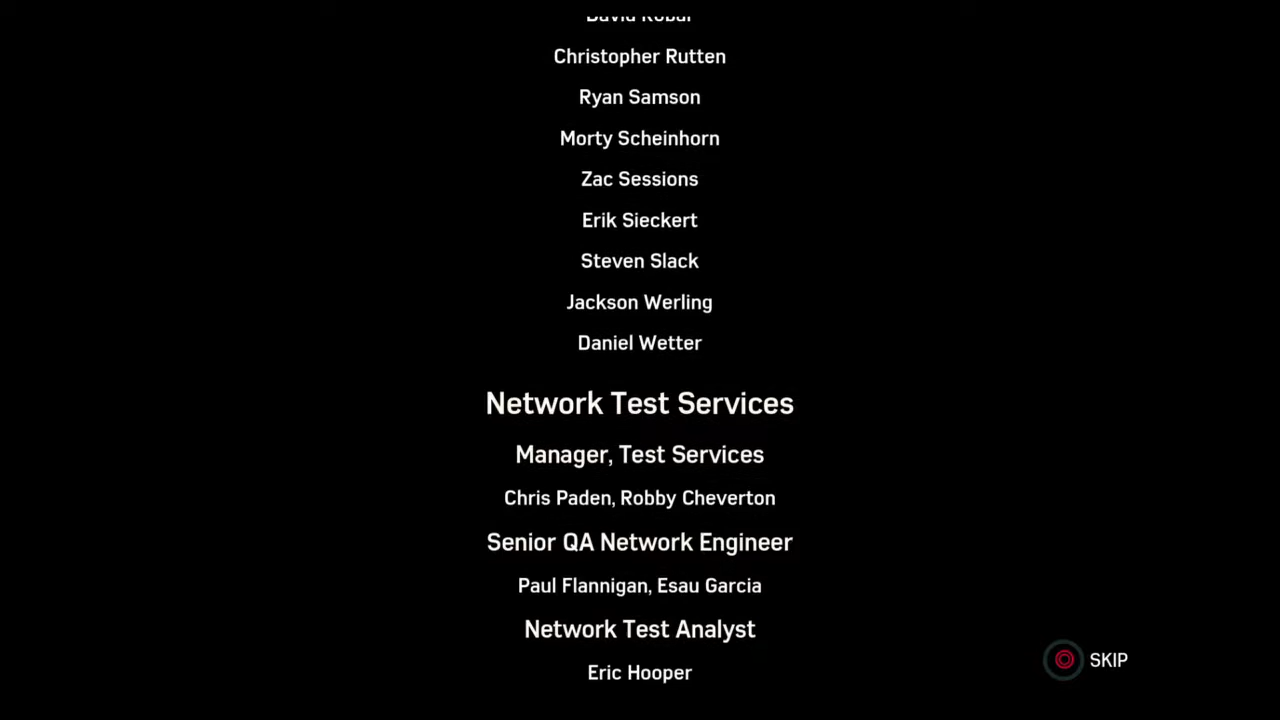 David
Christopher Rutten
Ryan Samson
Morty Scheinhorn
Zac Sessions
Erik Sieckert
Steven Slack
Jackson Werling
Daniel Wetter
Network Test Services
Manager, Test Services
Chris Paden, Robby Cheverton
Senior QA Network Engineer
Paul Flannigan, Esau Garcia
Network Test Analyst
Eric Hooper
SKIP